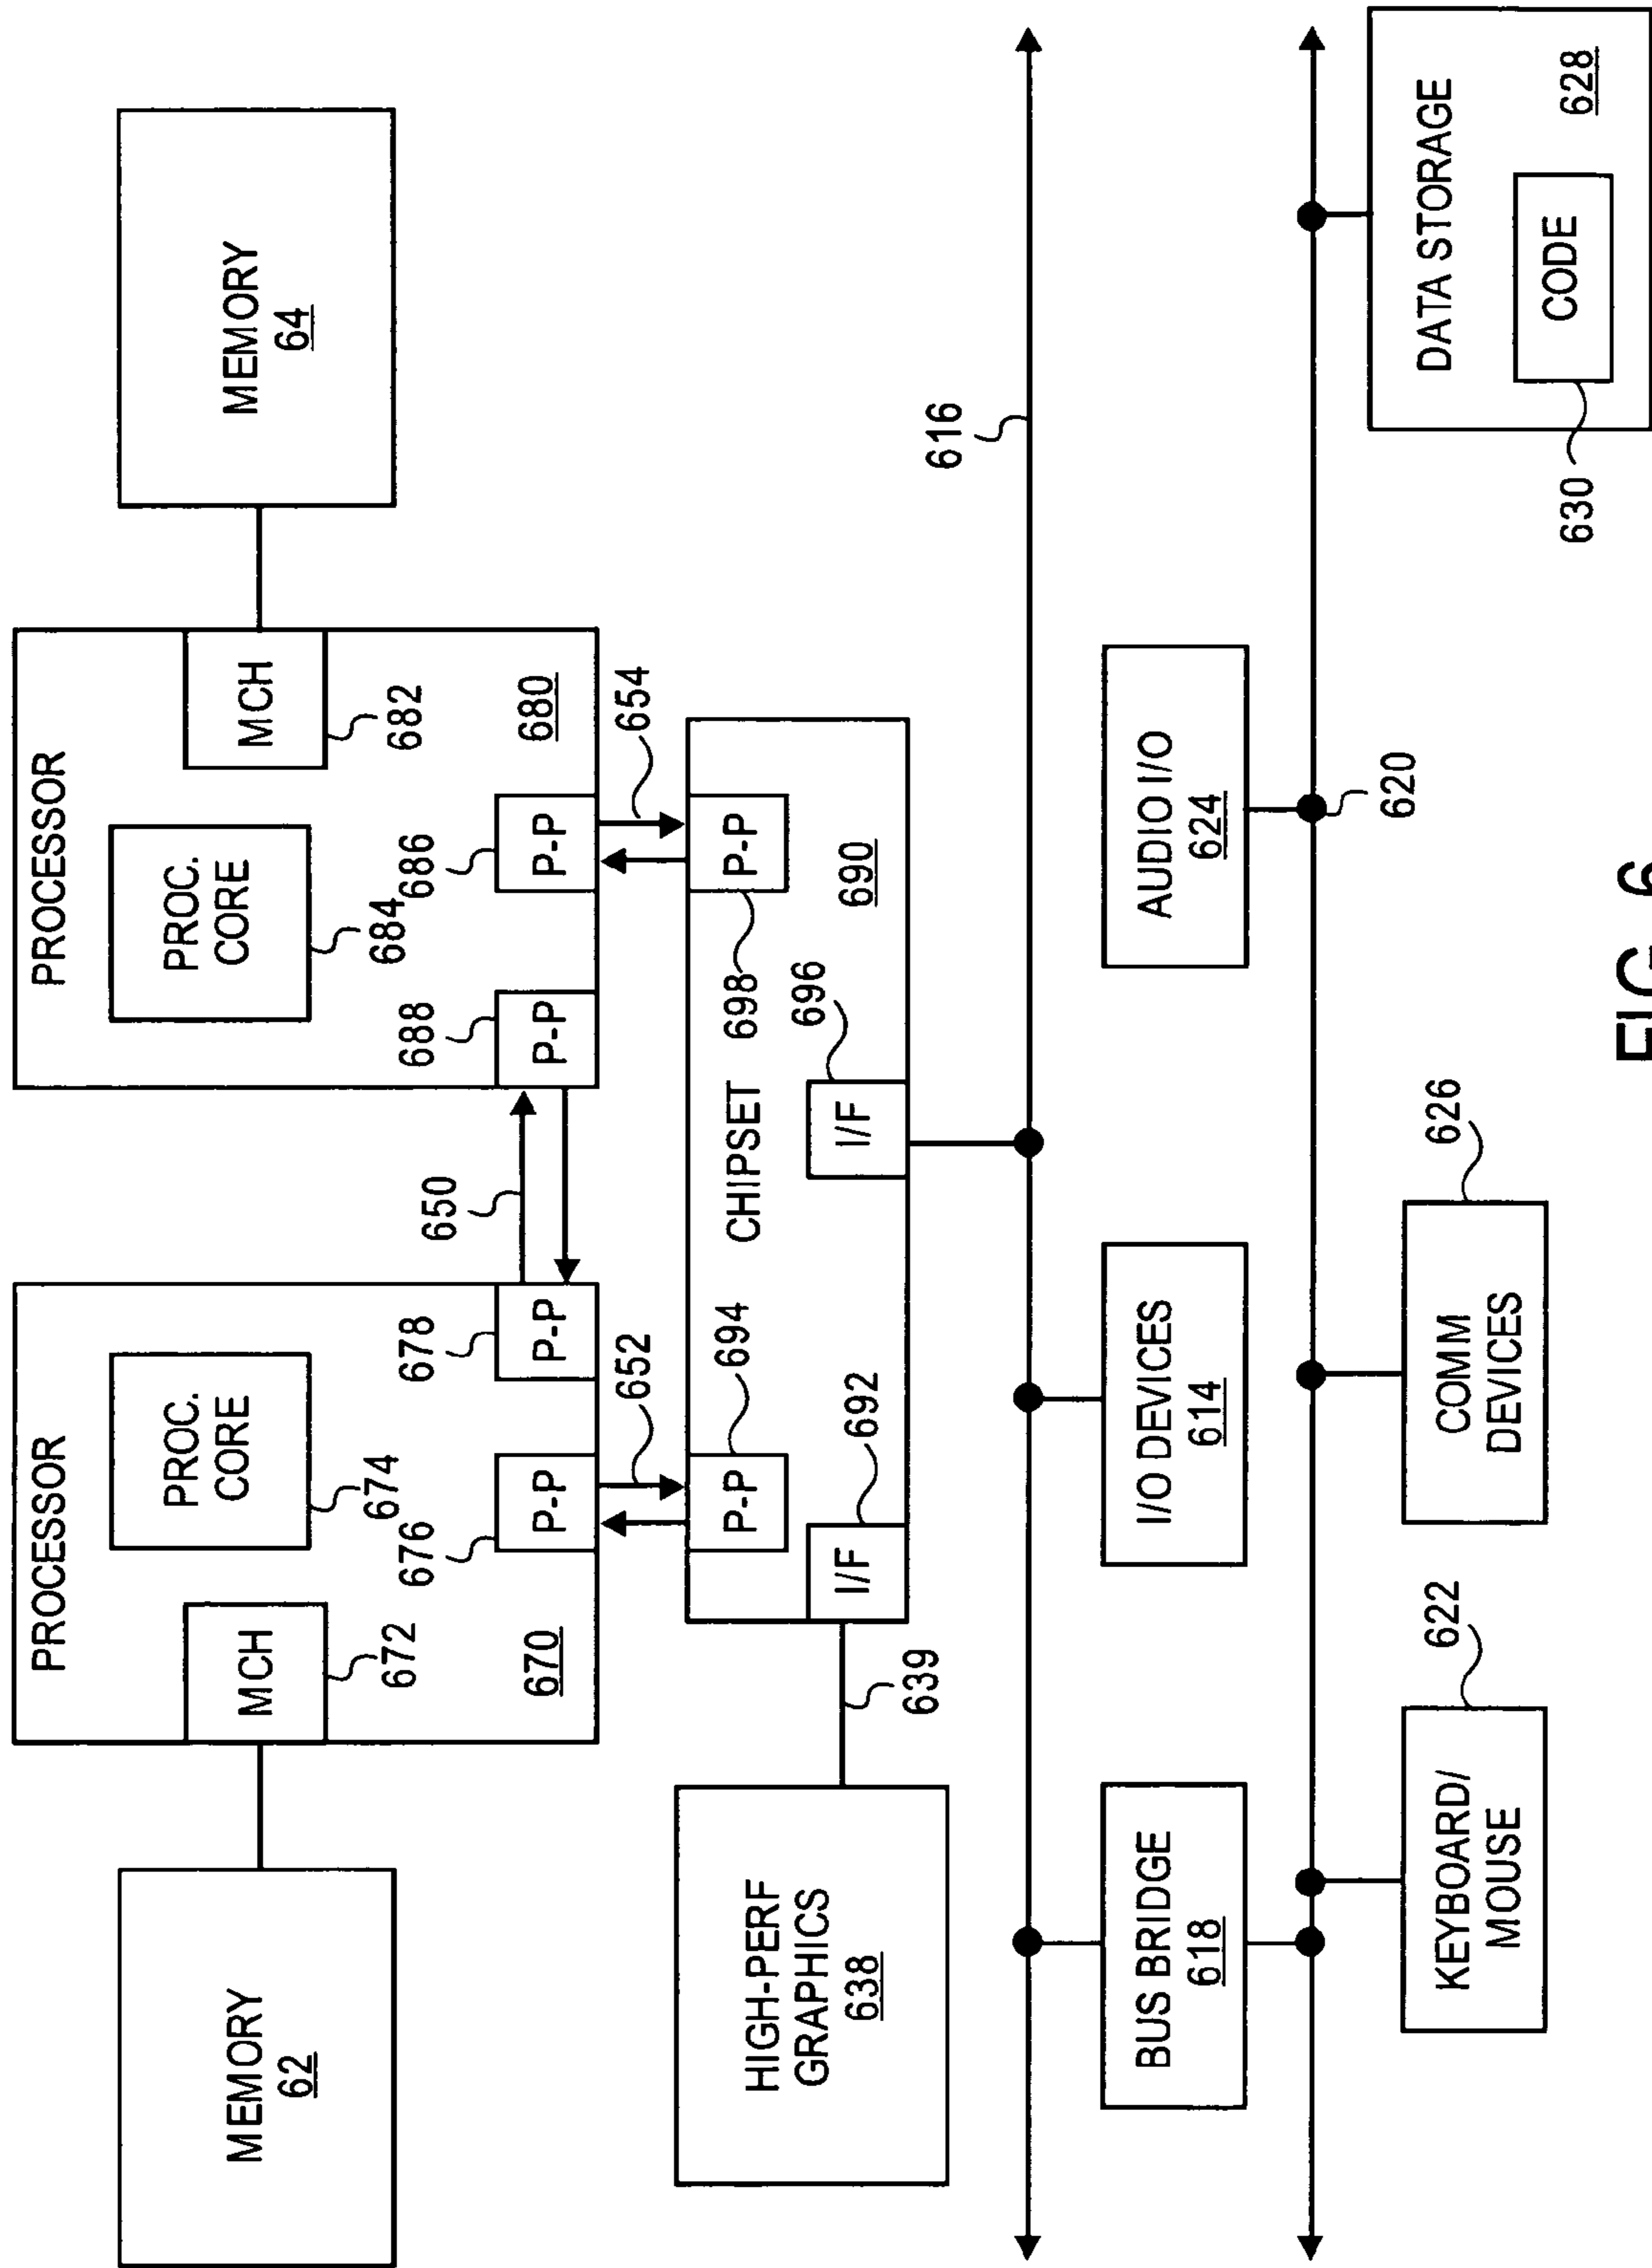 PROCESSOR
PROCESSOR
MEMORY
62
MCH
672
PROC.
CORE
674
670
676
P-P
678
P-P
650
688
P-P
PROC.
CORE
684
686
P-P
MCH
682
680
MEMORY
64
652
654
HIGH-PERF
GRAPHICS
638
639
P-P
694
I/F
692
CHIPSET
I/F
696
P-P
698
690
616
BUS BRIDGE
618
I/O DEVICES
614
AUDIO I/O
624
620
KEYBOARD/
MOUSE
622
COMM
DEVICES
626
DATA STORAGE
628
CODE
630
FIG. 6